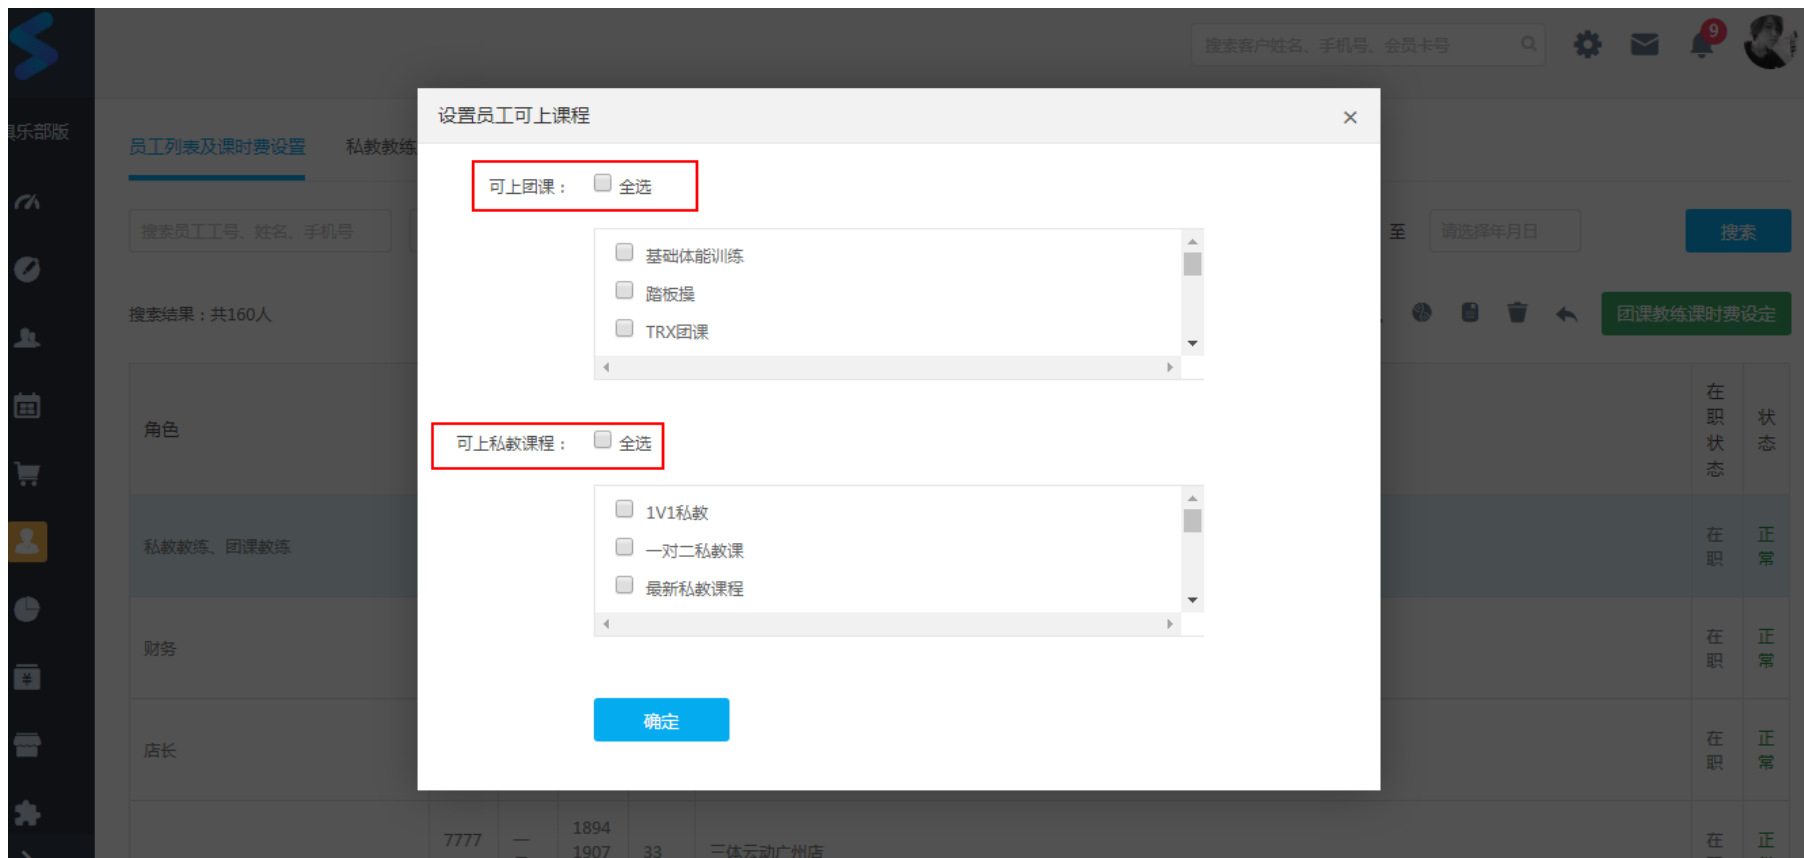 搜索客户姓名、手机号、会员卡号
9
俱乐部版
员工列表及课时费设置
私教教练
设置员工可上课程
×
可上团课： 全选
搜索员工工号、姓名、手机号
至
请选择年月日
搜索
基础体能训练
踏板操
TRX团课
搜索结果：共160人
团课教练课时费设定
角色
在职状态
状态
可上私教课程： 全选
1V1私教
一对二私教课
最新私教课程
私教教练、团课教练
在职
正常
财务
在职
正常
确定
店长
在职
正常
7777
一
1894
1907
33
三体云动广州店
在
正